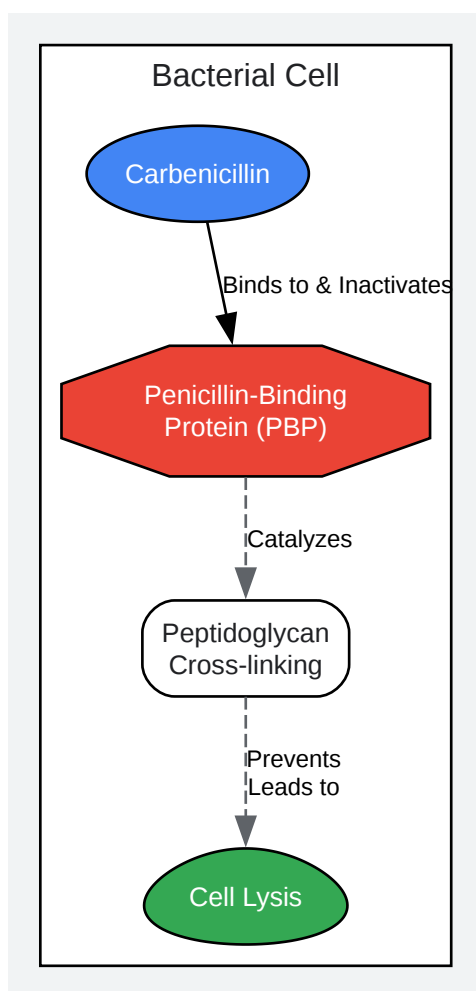 Bacterial Cell
Carbenicillin
Binds to & Inactivates
Penicillin-Binding
Protein (PBP)
Catalyzes
Peptidoglycan
Cross-linking
Prevents
Leads to
Cell Lysis